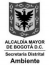 ALCALDÍA MAYOR
DE BOGOTÁ D.C.
Secretaría Distrital
Ambiente